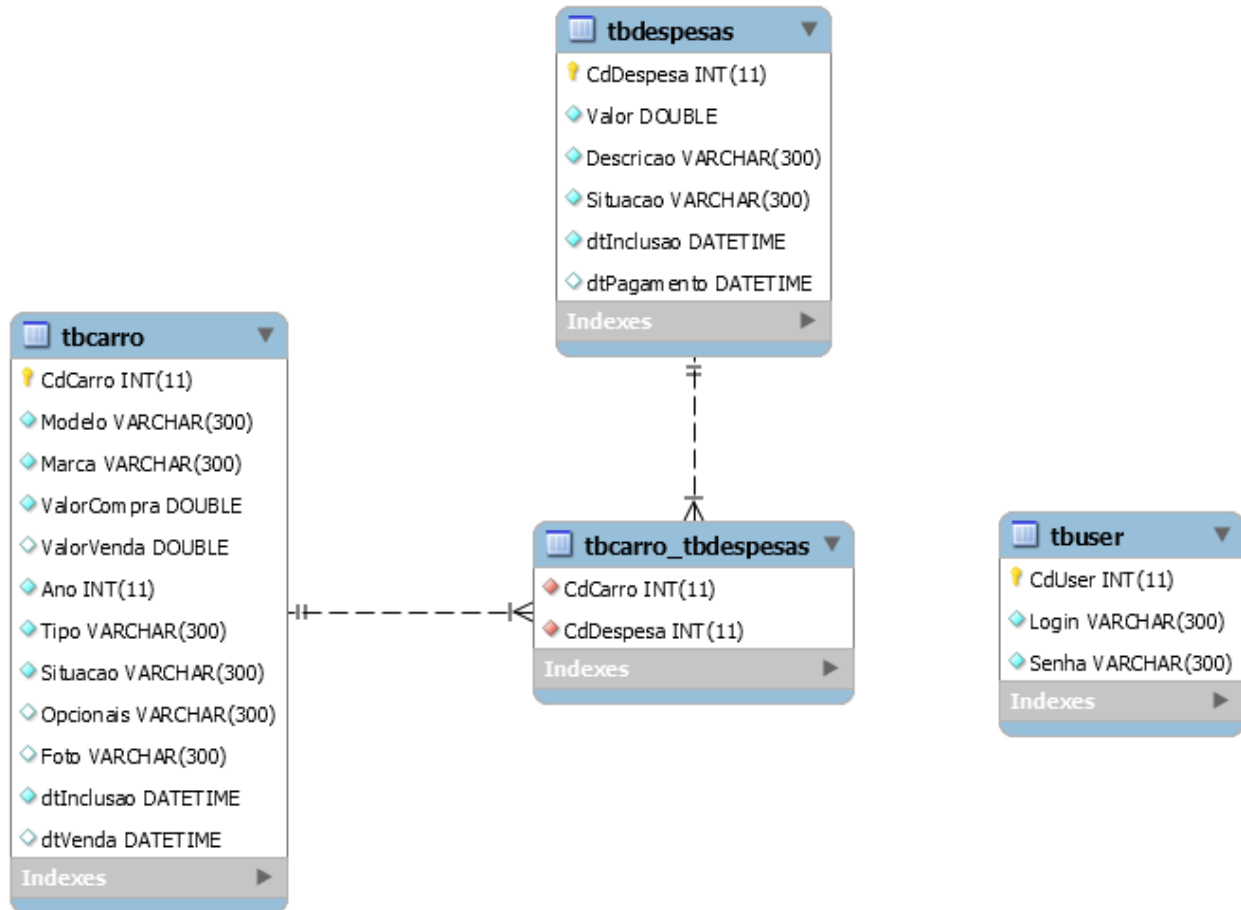 tbdespesas
CdDespesa INT(11)
Valor DOUBLE
Descricao VARCHAR(300)
Situacao VARCHAR(300)
dtInclusao DATETIME
dtPagamento DATETIME
Indexes
tbcarro
CdCarro INT(11)
Modelo VARCHAR(300)
Marca VARCHAR(300)
ValorCompra DOUBLE
ValorVenda DOUBLE
Ano INT(11)
Tipo VARCHAR(300)
Situacao VARCHAR(300)
Opcionais VARCHAR(300)
Foto VARCHAR(300)
dtInclusao DATETIME
dtVenda DATETIME
Indexes
tbcarro_tbdespesas
CdCarro INT(11)
CdDespesa INT(11)
Indexes
tbuser
CdUser INT(11)
Login VARCHAR(300)
Senha VARCHAR(300)
Indexes